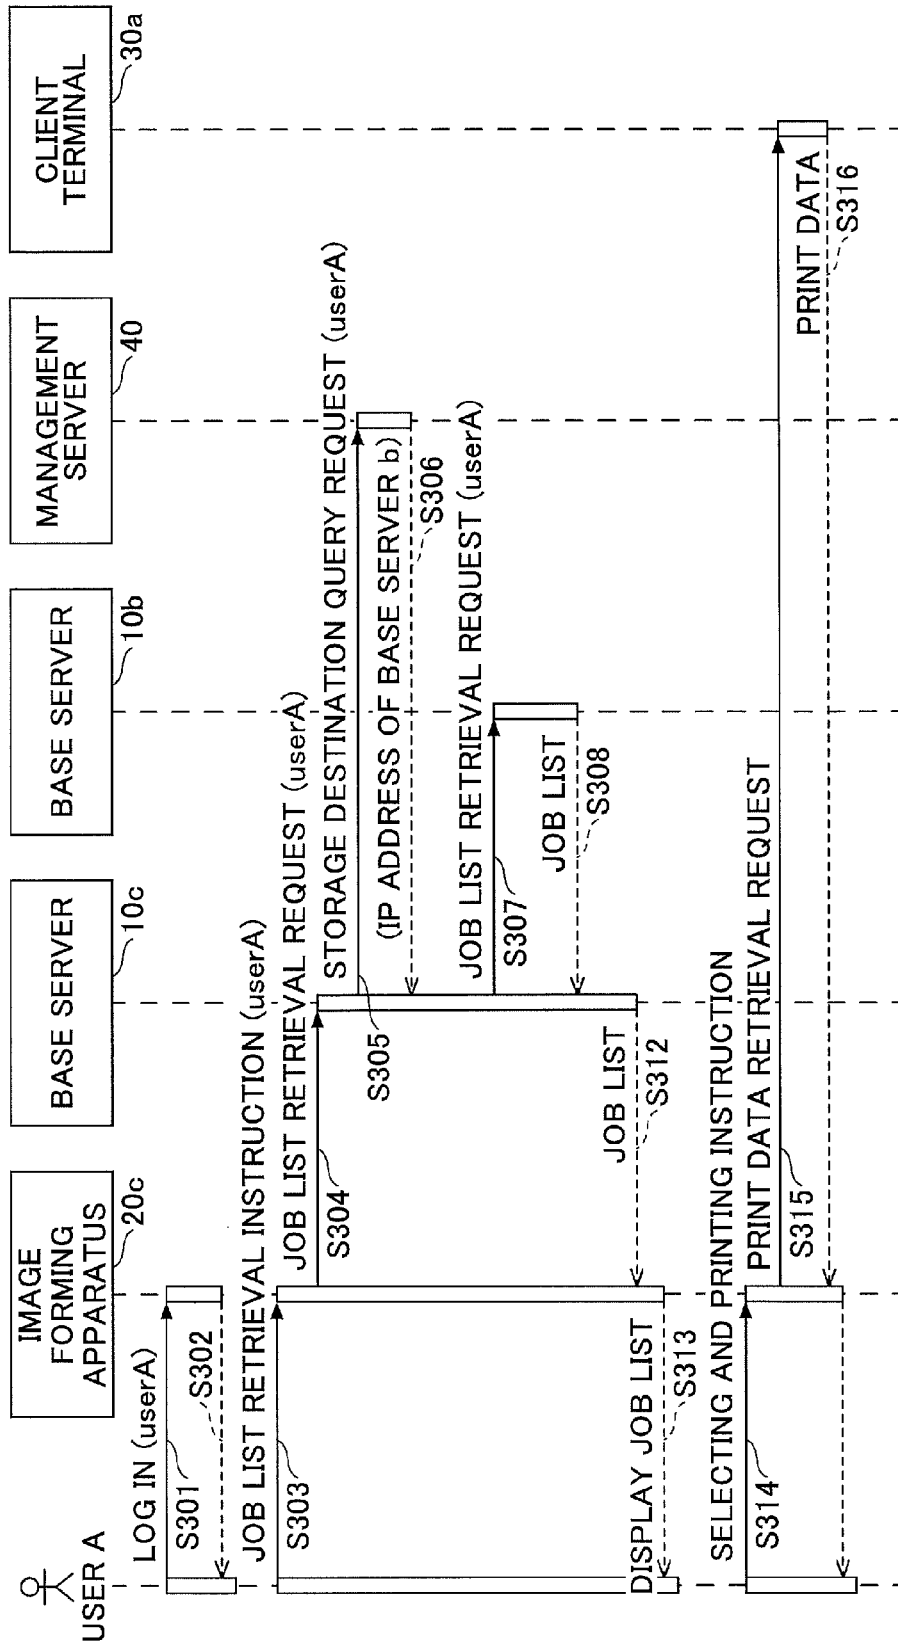 USER A
IMAGE
FORMING
APPARATUS
20c
BASE SERVER
10c
BASE SERVER
10b
MANAGEMENT
SERVER
40
CLIENT
TERMINAL
30a
LOG IN (userA)
S301
S302
JOB LIST RETRIEVAL INSTRUCTION (userA)
S303
JOB LIST RETRIEVAL REQUEST (userA)
S304
STORAGE DESTINATION QUERY REQUEST (userA)
S305
(IP ADDRESS OF BASE SERVER b)
S306
JOB LIST RETRIEVAL REQUEST (userA)
S307
JOB LIST
S308
JOB LIST
S312
DISPLAY JOB LIST
S313
SELECTING AND PRINTING INSTRUCTION
S314
PRINT DATA RETRIEVAL REQUEST
S315
PRINT DATA
S316